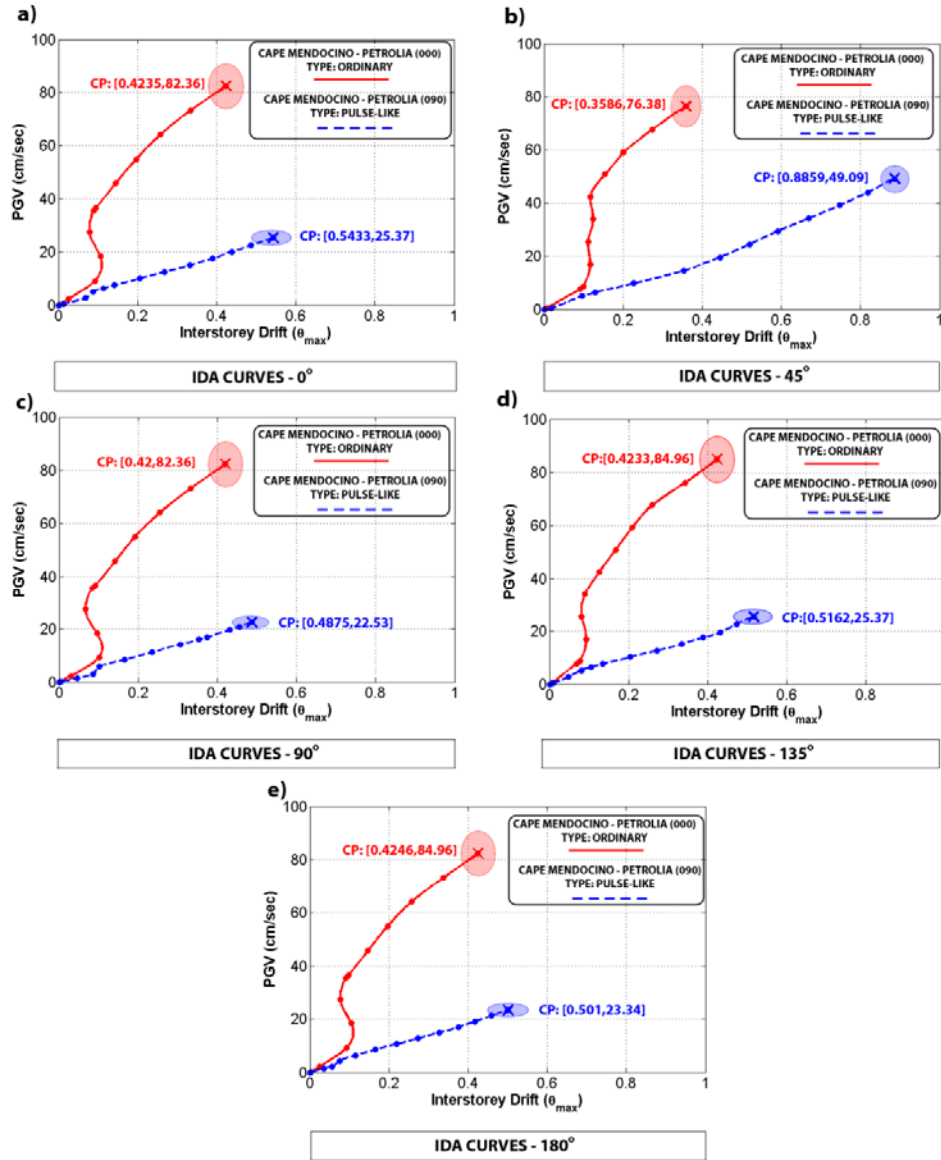 a)
100
80
60
40
20
0
PGV (cm/sec)
CAPE MENDOCINO - PETROLIA (000)
TYPE: ORDINARY
CAPE MENDOCINO - PETROLIA (090)
TYPE: PULSE-LIKE
CP: [0.4235,82.36]
CP: [0.5433,25.37]
0 0.2 0.4 0.6 0.8 1
Interstorey Drift (θmax)
IDA CURVES - 0°
b)
100
80
60
40
20
0
PGV (cm/sec)
CAPE MENDOCINO - PETROLIA (000)
TYPE: ORDINARY
CAPE MENDOCINO - PETROLIA (090)
TYPE: PULSE-LIKE
CP: [0.3586,76.38]
CP: [0.8859,49.09]
0 0.2 0.4 0.6 0.8 1
Interstorey Drift (θmax)
IDA CURVES - 45°
c)
100
80
60
40
20
0
PGV (cm/sec)
CAPE MENDOCINO - PETROLIA (000)
TYPE: ORDINARY
CAPE MENDOCINO - PETROLIA (090)
TYPE: PULSE-LIKE
CP: [0.42,82.36]
CP: [0.4875,22.53]
0 0.2 0.4 0.6 0.8 1
Interstorey Drift (θmax)
IDA CURVES - 90°
d)
100
80
60
40
20
0
PGV (cm/sec)
CAPE MENDOCINO - PETROLIA (000)
TYPE: ORDINARY
CAPE MENDOCINO - PETROLIA (090)
TYPE: PULSE-LIKE
CP:[0.4233,84.96]
CP:[0.5162,25.37]
0 0.2 0.4 0.6 0.8
Interstorey Drift (θmax)
IDA CURVES - 135°
e)
100
80
60
40
20
0
PGV (cm/sec)
CAPE MENDOCINO - PETROLIA (000)
TYPE: ORDINARY
CAPE MENDOCINO - PETROLIA (090)
TYPE: PULSE-LIKE
CP: [0.4246,84.96]
CP: [0.501,23.34]
0 0.2 0.4 0.6 0.8 1
Interstorey Drift (θmax)
IDA CURVES - 180°